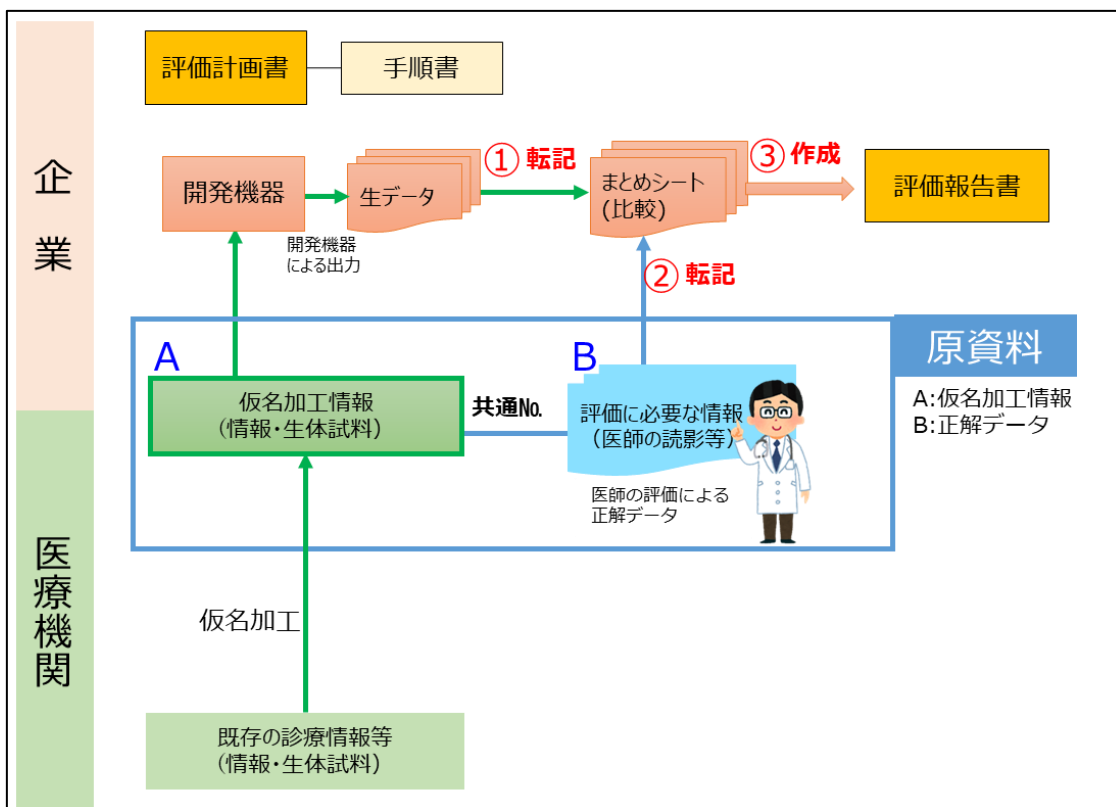 評価計画書
手順書
企業
開発機器
生データ
① 転記
まとめシート
(比較)
③ 作成
評価報告書
開発機器
による出力
② 転記
原資料
A:仮名加工情報
B:正解データ
A
仮名加工情報
(情報・生体試料)
共通No.
B
評価に必要な情報
(医師の読影等)
医師の評価による
正解データ
医療機関
仮名加工
既存の診療情報等
(情報・生体試料)